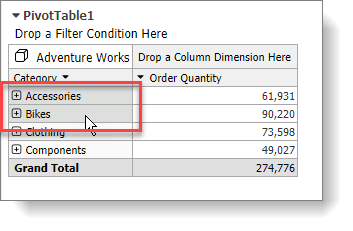 PivotTable1
Drop a Filter Condition Here
Adventure Works Drop a Column Dimension Here
Category Order Quantity
Accessories 61,931
Bikes 90,220
Clothing 73,598
Components 49,027
Grand Total 274,776